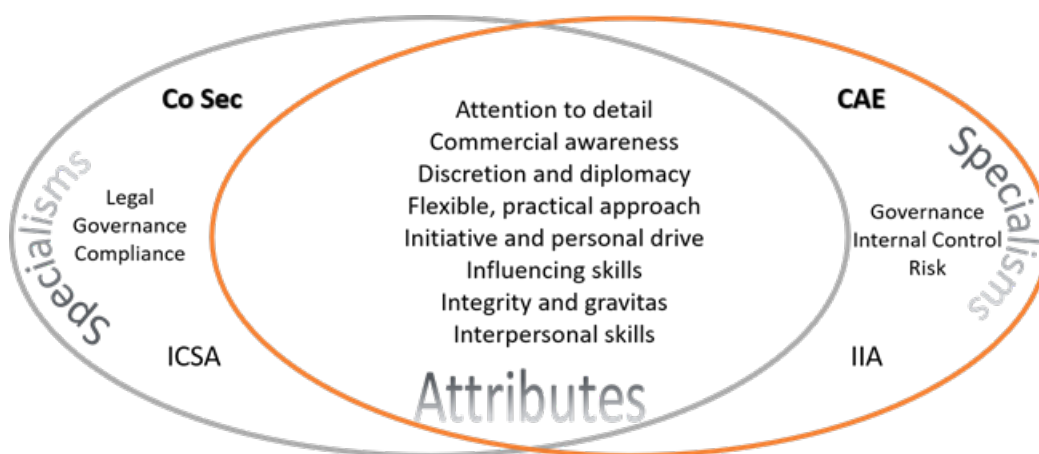 Co Sec
Specialisms
Legal
Governance
Compliance
ICSA
Attention to detail
Commercial awareness
Discretion and diplomacy
Flexible, practical approach
Initiative and personal drive
Influencing skills
Integrity and gravitas
Interpersonal skills
Attributes
CAE
Specialisms
Governance
Internal Control
Risk
IIA